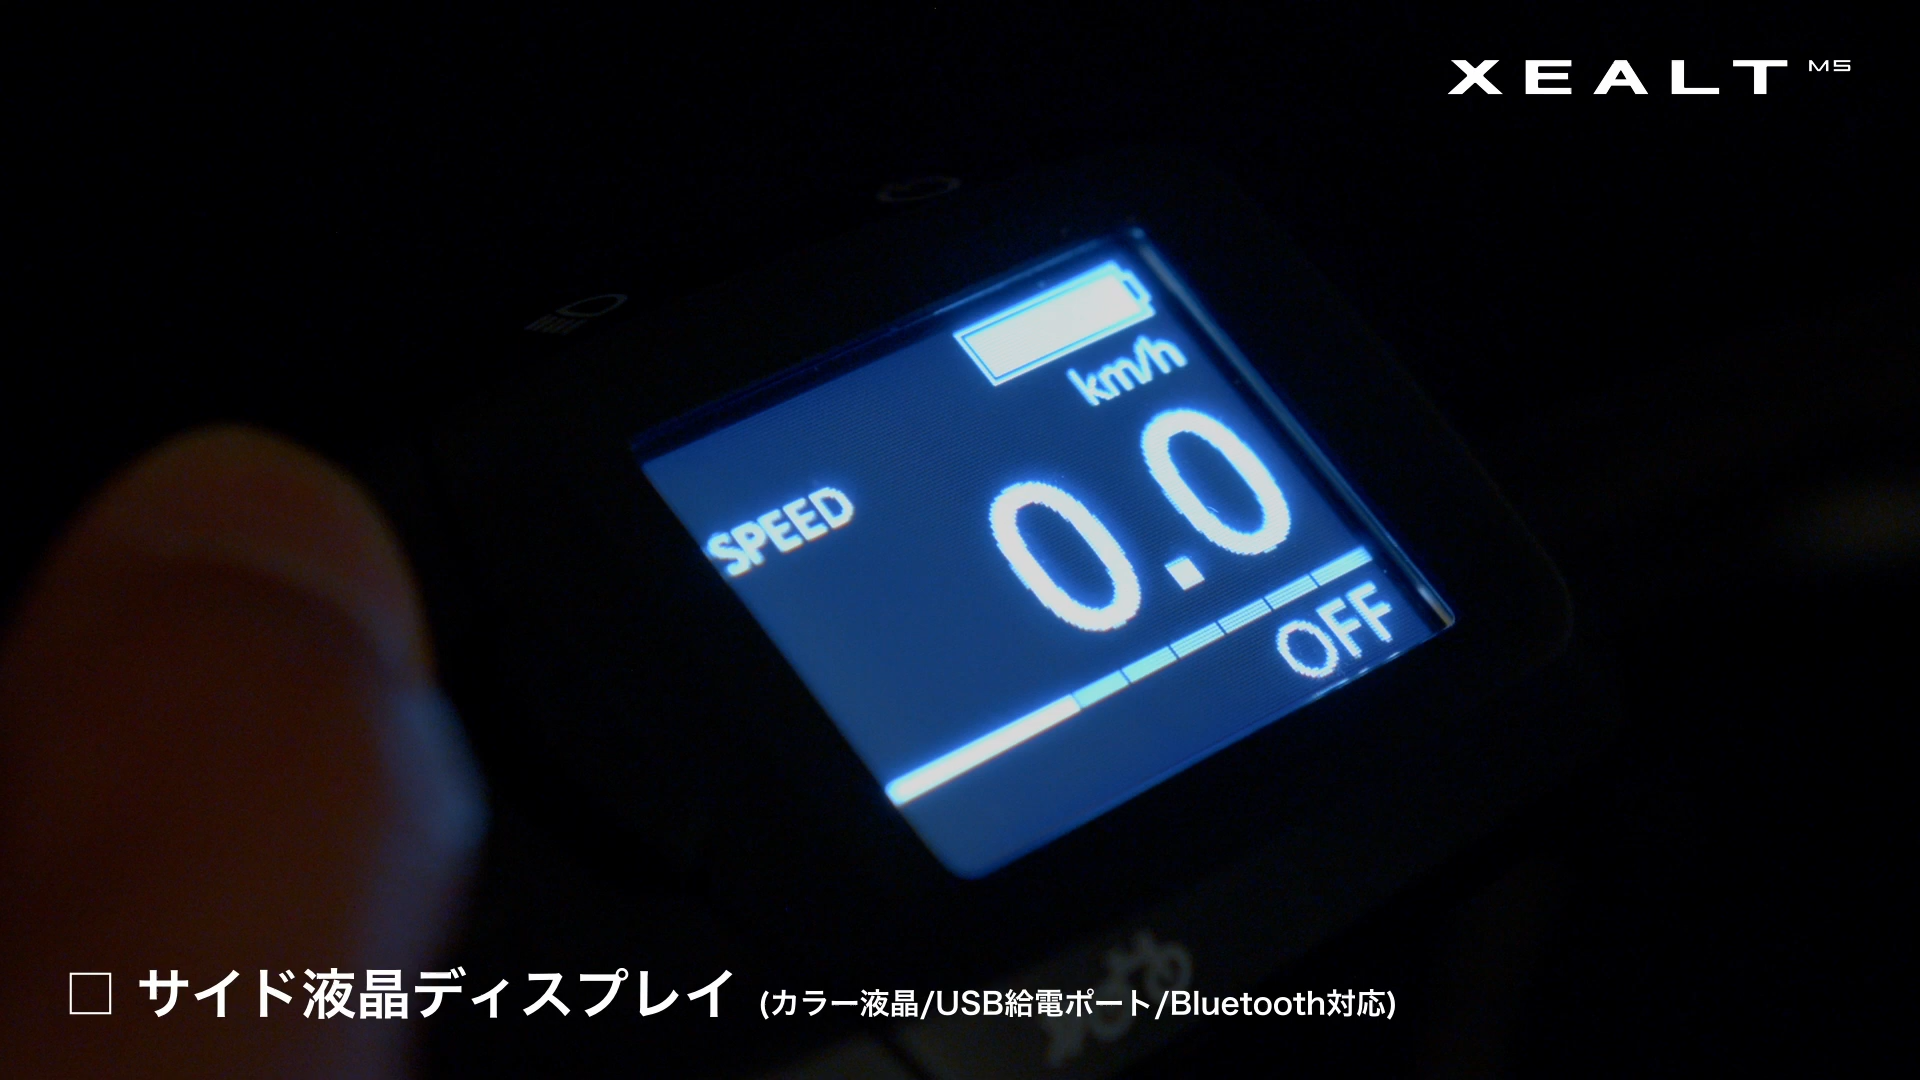 XEALT M5
km/h
SPEED
0.0
OFF
□ サイド液晶ディスプレイ (カラー液晶/USB給電ポート/Bluetooth対応)